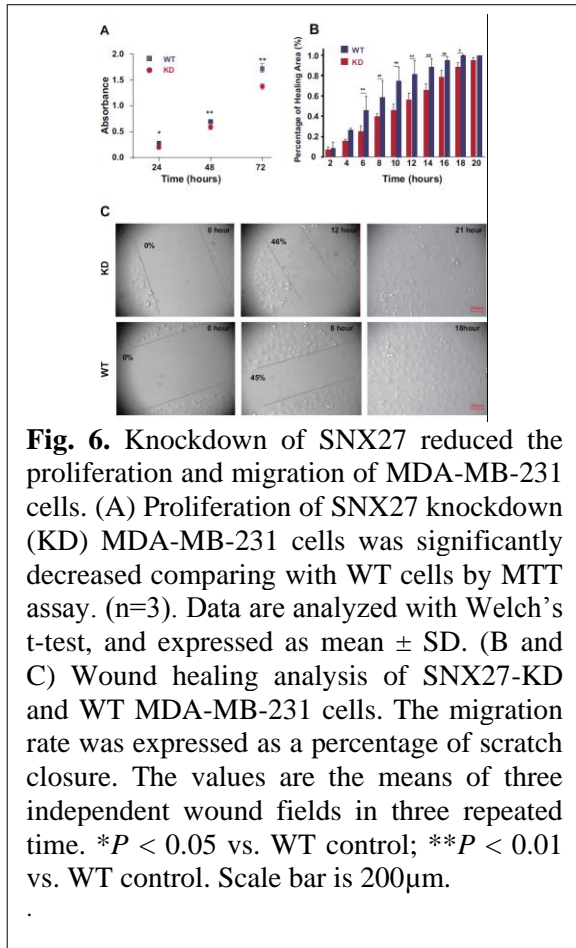 A
WT
KD
Absorbance
2.0
1.5
1.0
0.5
0.0
*
**
**
24 48 72
Time (hours)
B
WT
KD
Percentage of Healing Area (%)
1.0
0.8
0.6
0.4
0.2
0
** ** ** ** ** ** *
2 4 6 8 10 12 14 16 18 20
Time (hours)
C
KD
0% 0 hour
46% 12 hour
21 hour
WT
0% 0 hour
45% 8 hour
18hour
Fig. 6. Knockdown of SNX27 reduced the
proliferation and migration of MDA-MB-231
cells. (A) Proliferation of SNX27 knockdown
(KD) MDA-MB-231 cells was significantly
decreased comparing with WT cells by MTT
assay. (n=3). Data are analyzed with Welch’s
t-test, and expressed as mean ± SD. (B and
C) Wound healing analysis of SNX27-KD
and WT MDA-MB-231 cells. The migration
rate was expressed as a percentage of scratch
closure. The values are the means of three
independent wound fields in three repeated
time. *P < 0.05 vs. WT control; **P < 0.01
vs. WT control. Scale bar is 200µm.
.